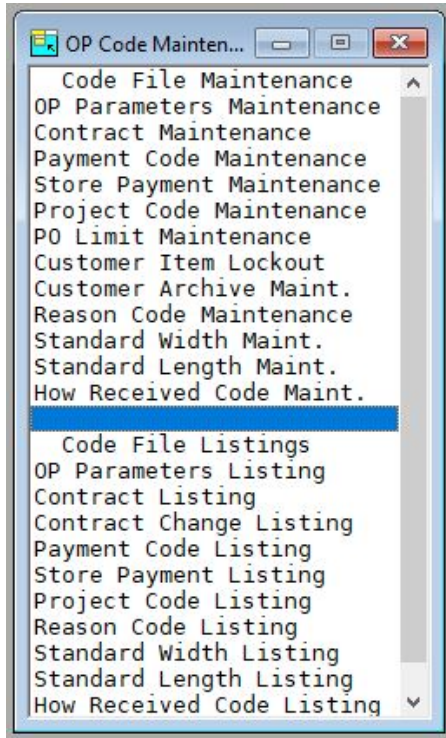 OP Code Mainten...
Code File Maintenance
OP Parameters Maintenance
Contract Maintenance
Payment Code Maintenance
Store Payment Maintenance
Project Code Maintenance
PO Limit Maintenance
Customer Item Lockout
Customer Archive Maint.
Reason Code Maintenance
Standard Width Maint.
Standard Length Maint.
How Received Code Maint.
Code File Listings
OP Parameters Listing
Contract Listing
Contract Change Listing
Payment Code Listing
Store Payment Listing
Project Code Listing
Reason Code Listing
Standard Width Listing
Standard Length Listing
How Received Code Listing